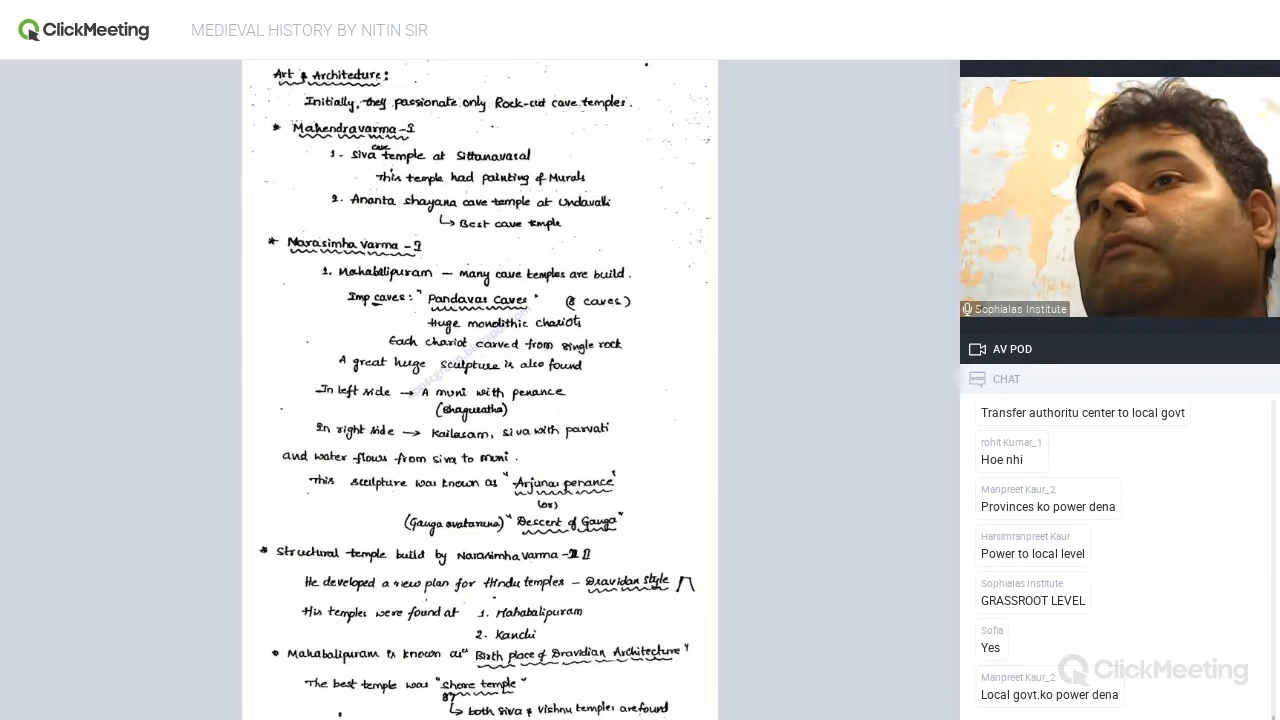 ClickMeeting
MEDIEVAL HISTORY BY NITIN SIR
Art & Architecture:
Initially, they passionate only Rock-cut cave temples.
* Mahendravarma-I
1. Siva cave temple at Sittanavasal
This temple had painting of Murals
2. Ananta Shayana cave temple at Undavalli
↳ Best cave temple
* Narasimha Varma-I
1. Mahabalipuram — many cave temples are build.
Imp caves: "Pandavas Caves" (8 caves)
Huge monolithic chariots
Each chariot carved from single rock
A great huge sculpture is also found
In left side → A muni with penance
(Bhaguratha)
In right side → Kailasam, Siva with parvati
and water flows from siva to muni.
This sculpture was known as "Arjunas penance"
(or)
(Ganga avatarana) "Descent of Ganga"
* Structural temple build by Narasimha Varma-II
He developed a new plan for Hindu temples - Dravidan style
His temples were found at 1. Mahabalipuram
2. Kanchi
• Mahabalipuram is known as "Birth place of Dravidian Architecture"
The best temple was "Shore temple"
↳ both Siva & Vishnu temples are found
Sophialas Institute
AV POD
CHAT
Transfer authoritu center to local govt
rohit Kumar_1
Hoe nhi
Manpreet Kaur_2
Provinces ko power dena
Harsimranpreet Kaur
Power to local level
Sophialas Institute
GRASSROOT LEVEL
Sofia
Yes
Manpreet Kaur_2
Local govt.ko power dena
ClickMeeting